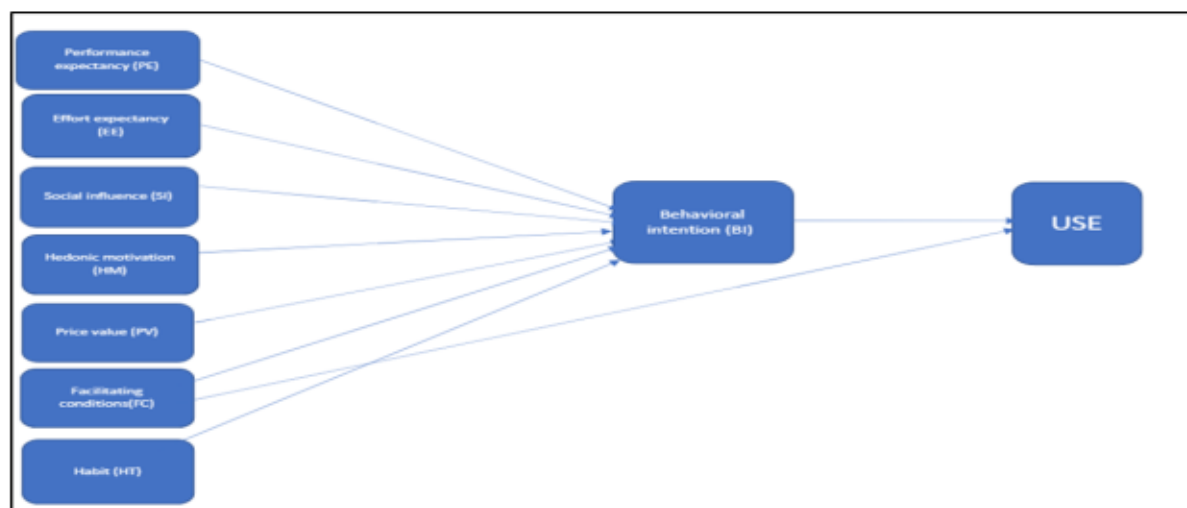 Performance
expectancy (PE)
Effort expectancy
(EE)
Social influence (SI)
Hedonic motivation
(HM)
Price value (PV)
Facilitating
conditions(FC)
Habit (HT)
Behavioral
intention (BI)
USE